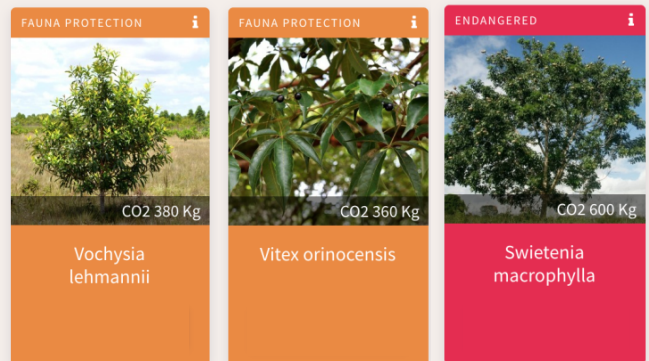 FAUNA PROTECTION i
CO2 380 Kg
Vochysia
lehmannii
FAUNA PROTECTION i
CO2 360 Kg
Vitex orinocensis
ENDANGERED i
CO2 600 Kg
Swietenia
macrophylla